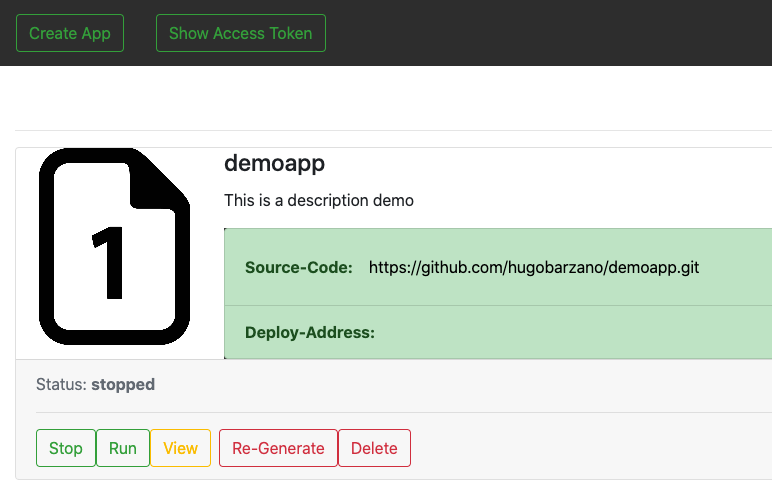 Create App Show Access Token
1
demoapp
This is a description demo
Source-Code: https://github.com/hugobarzano/demoapp.git
Deploy-Address:
Status: stopped
Stop Run View Re-Generate Delete